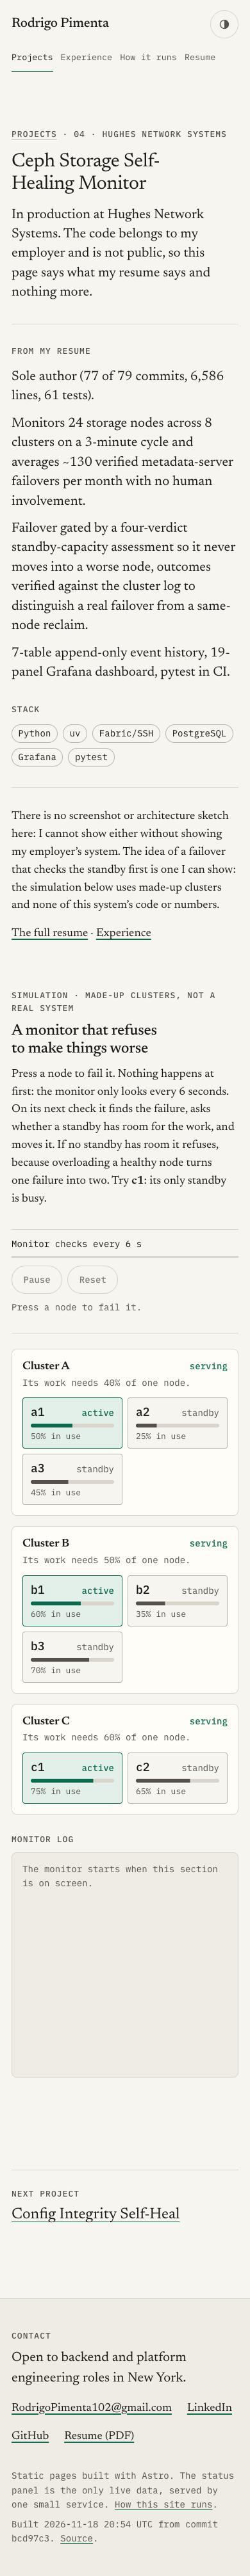 Rodrigo Pimenta
Projects Experience How it runs Resume
PROJECTS · 04 · HUGHES NETWORK SYSTEMS
Ceph Storage Self-
Healing Monitor
In production at Hughes Network
Systems. The code belongs to my
employer and is not public, so this
page says what my resume says and
nothing more.
FROM MY RESUME
Sole author (77 of 79 commits, 6,586
lines, 61 tests).
Monitors 24 storage nodes across 8
clusters on a 3-minute cycle and
averages ~130 verified metadata-server
failovers per month with no human
involvement.
Failover gated by a four-verdict
standby-capacity assessment so it never
moves into a worse node, outcomes
verified against the cluster log to
distinguish a real failover from a same-
node reclaim.
7-table append-only event history, 19-
panel Grafana dashboard, pytest in CI.
STACK
Python uv Fabric/SSH PostgreSQL
Grafana pytest
There is no screenshot or architecture sketch
here: I cannot show either without showing
my employer's system. The idea of a failover
that checks the standby first is one I can show:
the simulation below uses made-up clusters
and none of this system's code or numbers.
The full resume · Experience
SIMULATION · MADE-UP CLUSTERS, NOT A
REAL SYSTEM
A monitor that refuses
to make things worse
Press a node to fail it. Nothing happens at
first: the monitor only looks every 6 seconds.
On its next check it finds the failure, asks
whether a standby has room for the work, and
moves it. If no standby has room it refuses,
because overloading a healthy node turns
one failure into two. Try c1: its only standby
is busy.
Monitor checks every 6 s
Pause Reset
Press a node to fail it.
Cluster A serving
Its work needs 40% of one node.
a1 active a2 standby
50% in use 25% in use
a3 standby
45% in use
Cluster B serving
Its work needs 50% of one node.
b1 active b2 standby
60% in use 35% in use
b3 standby
70% in use
Cluster C serving
Its work needs 60% of one node.
c1 active c2 standby
75% in use 65% in use
MONITOR LOG
The monitor starts when this section
is on screen.
NEXT PROJECT
Config Integrity Self-Heal
CONTACT
Open to backend and platform
engineering roles in New York.
RodrigoPimenta102@gmail.com LinkedIn
GitHub Resume (PDF)
Static pages built with Astro. The status
panel is the only live data, served by
one small service. How this site runs.
Built 2026-11-18 20:54 UTC from commit
bcd97c3. Source.